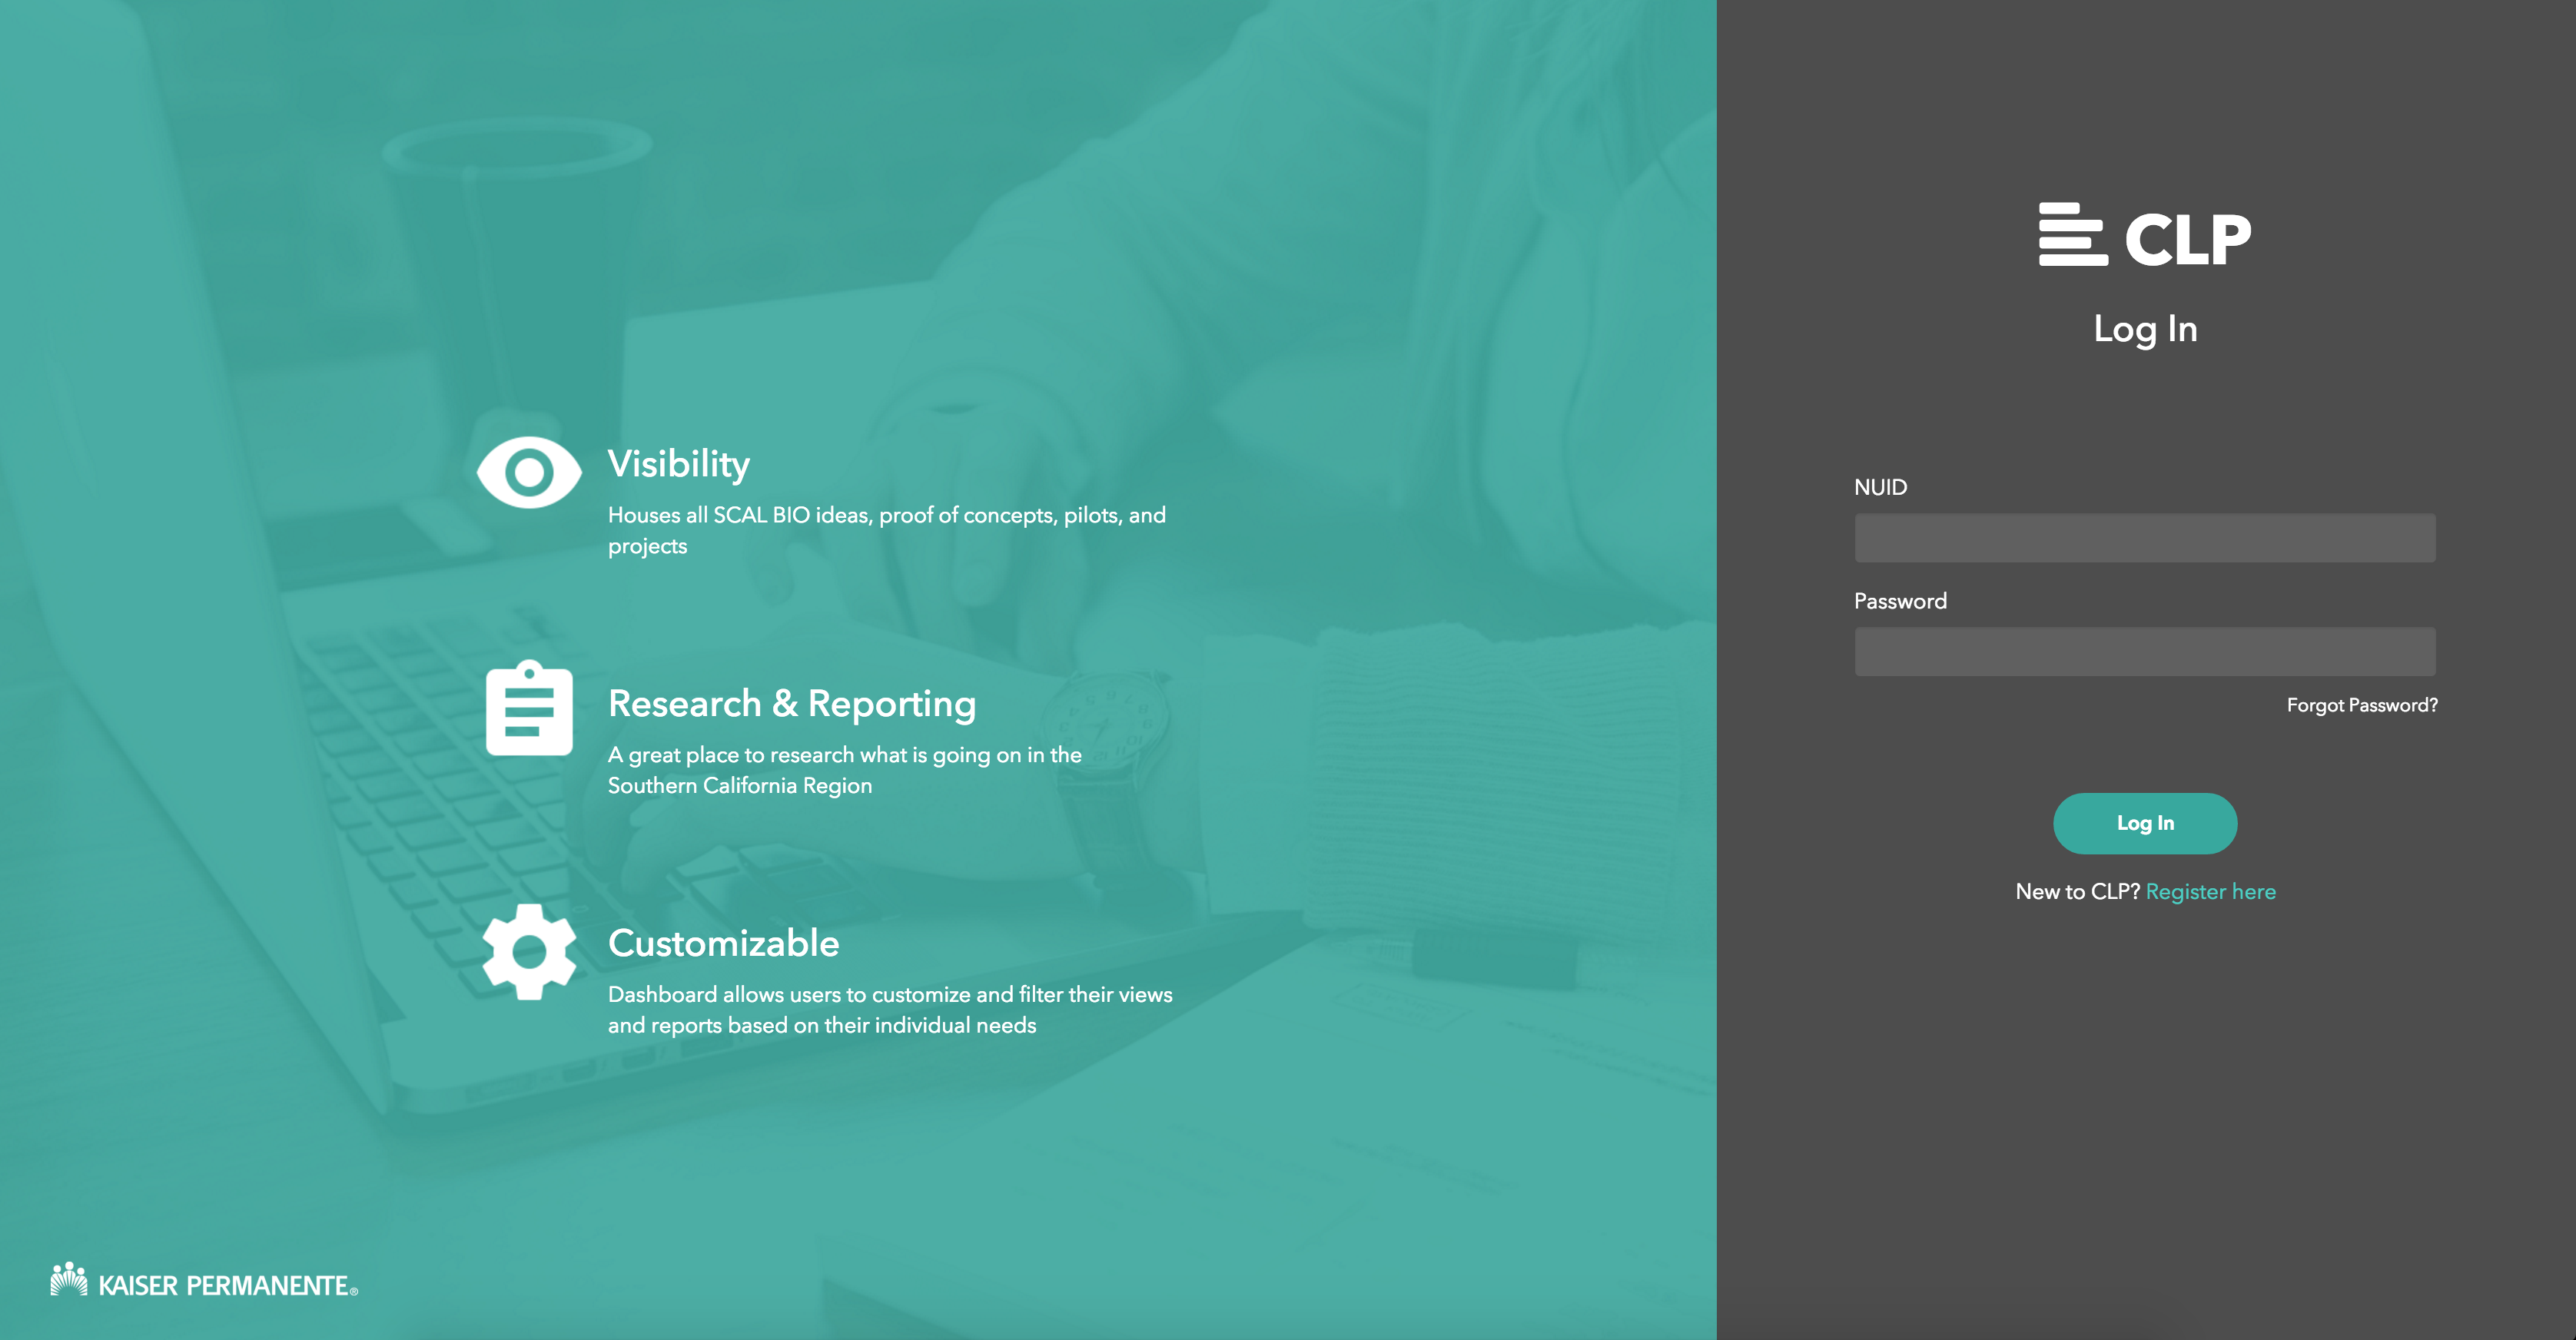 Visibility
Houses all SCAL BIO ideas, proof of concepts, pilots, and
projects
Research & Reporting
A great place to research what is going on in the
Southern California Region
Customizable
Dashboard allows users to customize and filter their views
and reports based on their individual needs
KAISER PERMANENTE®
CLP
Log In
NUID
Password
Forgot Password?
Log In
New to CLP? Register here